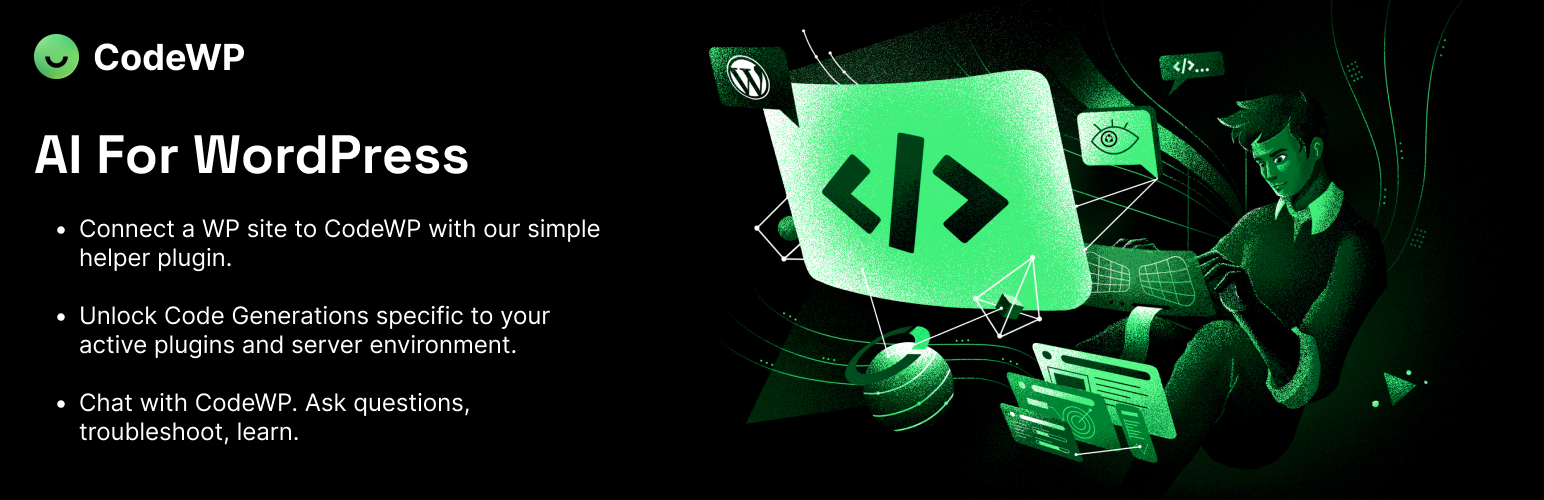 CodeWP
AI For WordPress
• Connect a WP site to CodeWP with our simple
helper plugin.
• Unlock Code Generations specific to your
active plugins and server environment.
• Chat with CodeWP. Ask questions,
troubleshoot, learn.
W
</>
</>...